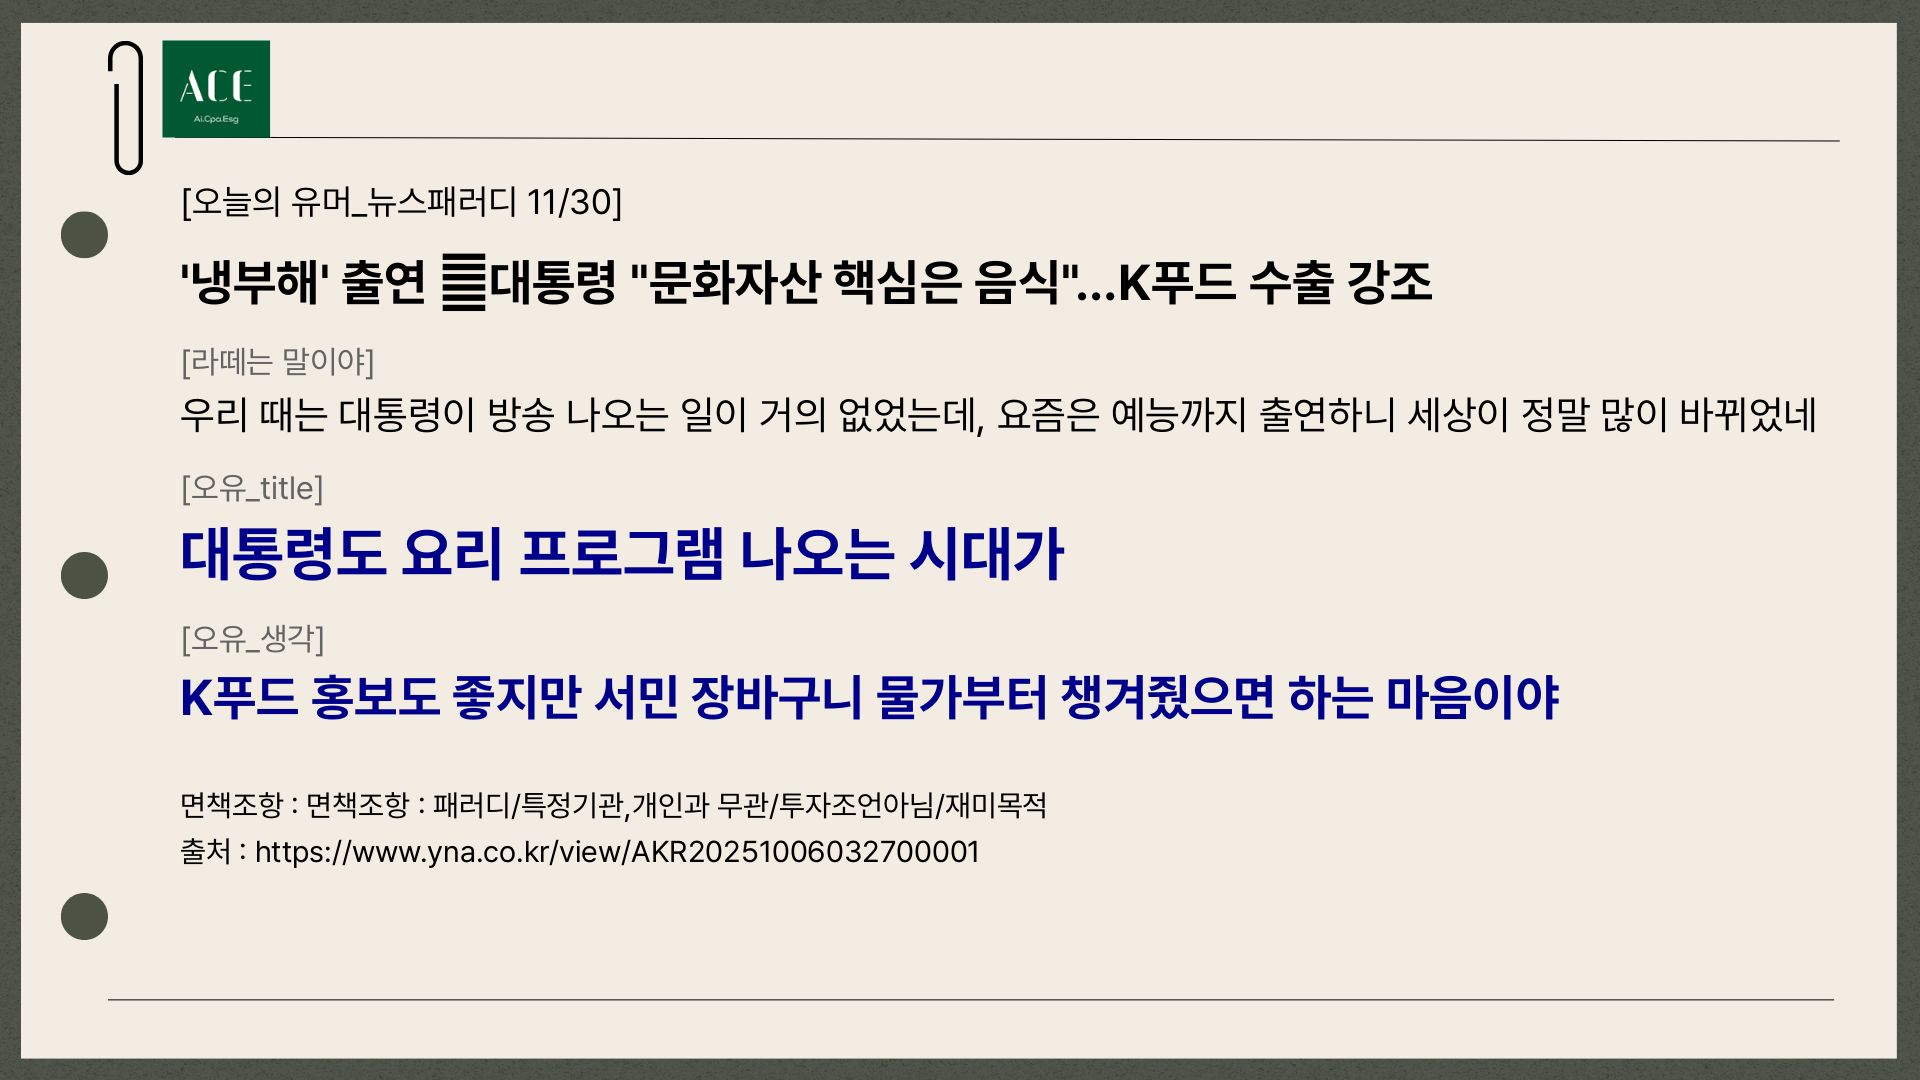 ACE
Ai.Cpa.Esg
[오늘의 유머_뉴스패러디 11/30]
'냉부해' 출연 ䷀대통령 "문화자산 핵심은 음식"...K푸드 수출 강조
[라떼는 말이야]
우리 때는 대통령이 방송 나오는 일이 거의 없었는데, 요즘은 예능까지 출연하니 세상이 정말 많이 바뀌었네
[오유_title]
대통령도 요리 프로그램 나오는 시대가
[오유_생각]
K푸드 홍보도 좋지만 서민 장바구니 물가부터 챙겨줬으면 하는 마음이야
면책조항 : 면책조항 : 패러디/특정기관,개인과 무관/투자조언아님/재미목적
출처 : https://www.yna.co.kr/view/AKR20251006032700001